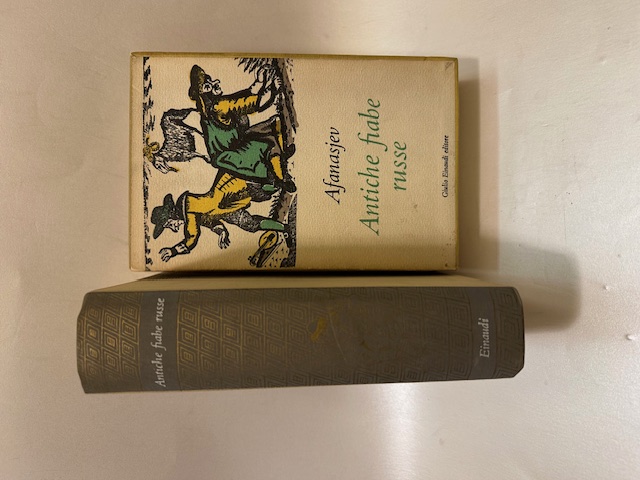 Afanasjev
Antiche fiabe
russe
Giulio Einaudi editore
Antiche fiabe russe
Einaudi